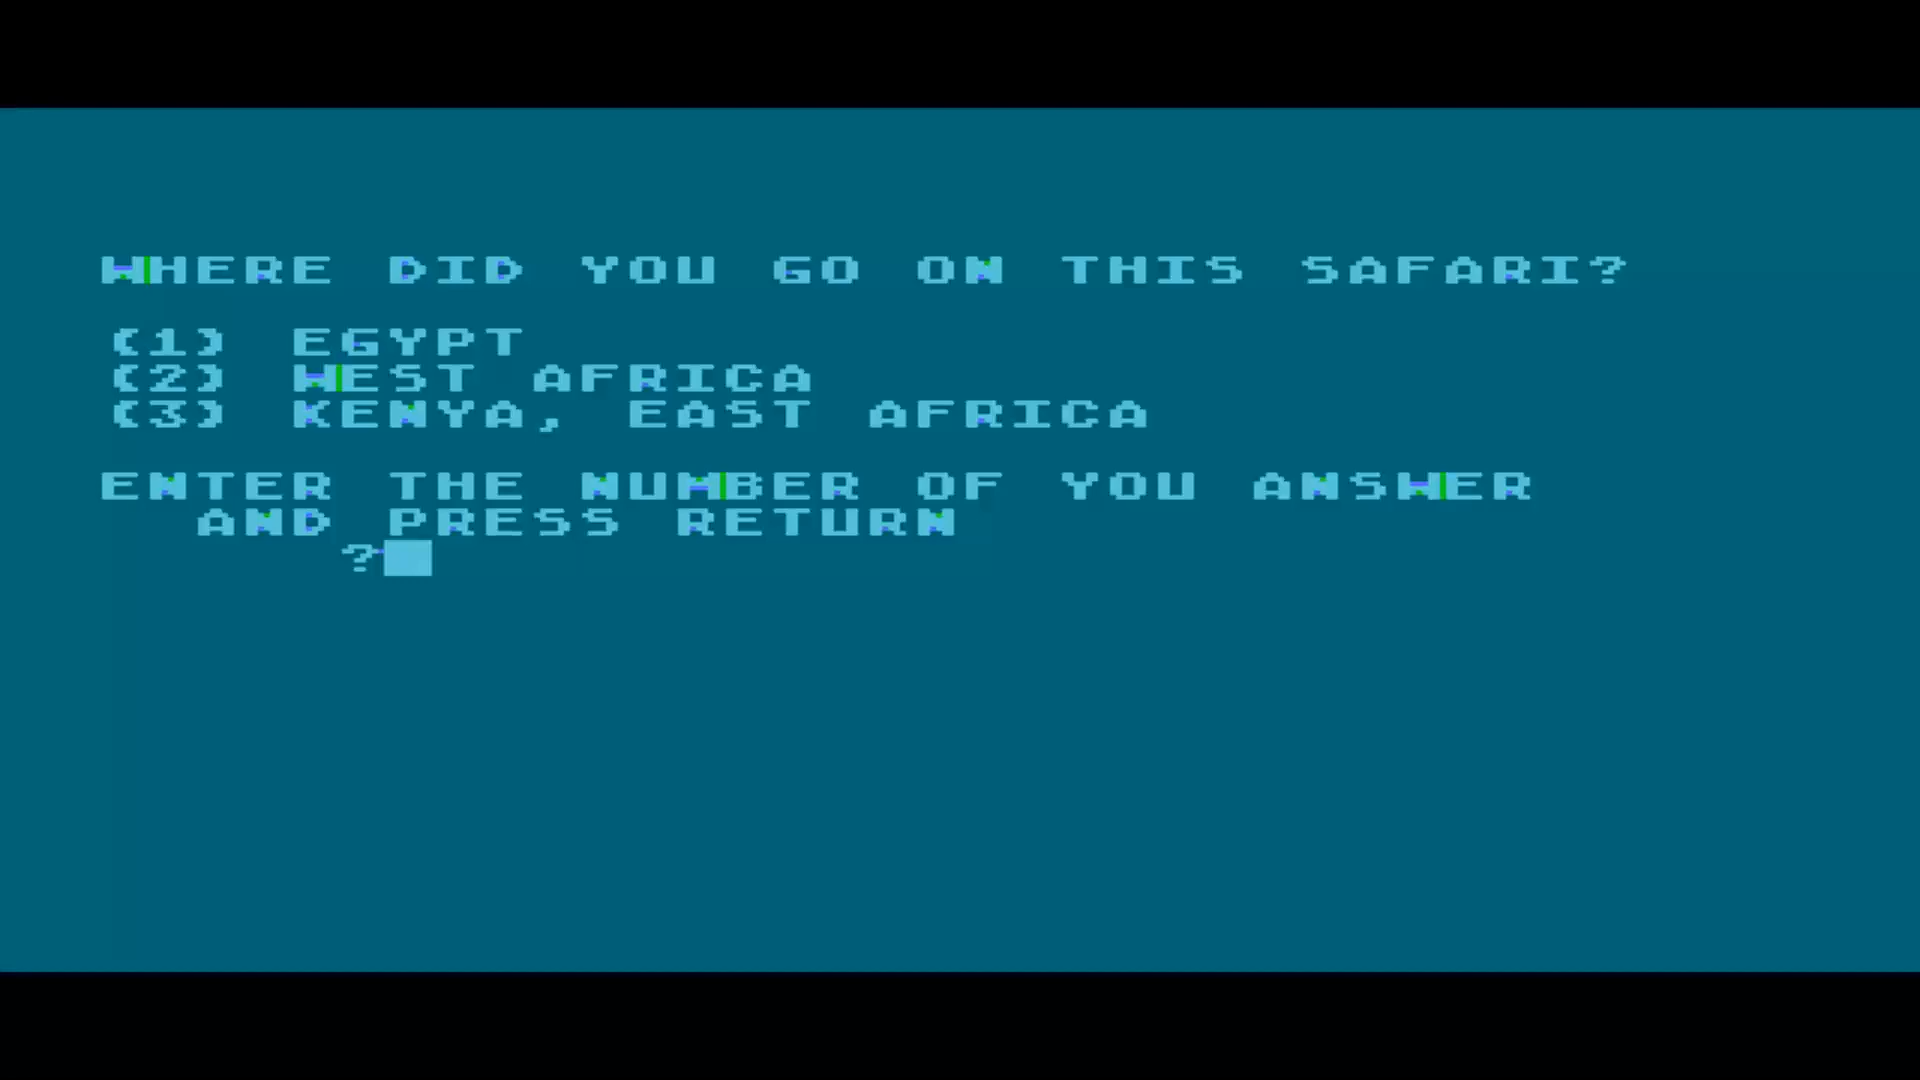 WHERE DID YOU GO ON THIS SAFARI?
(1) EGYPT
(2) WEST AFRICA
(3) KENYA, EAST AFRICA
ENTER THE NUMBER OF YOU ANSWER
AND PRESS RETURN
?